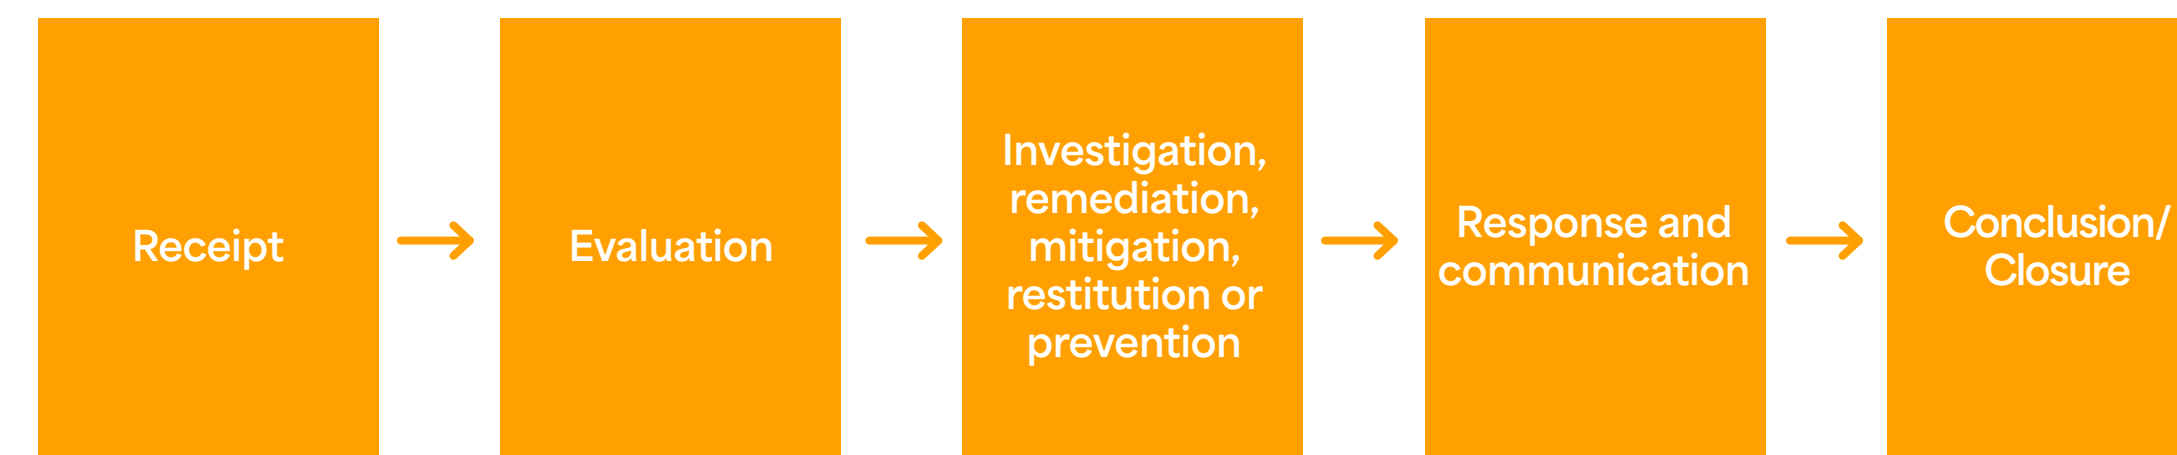 Receipt
Evaluation
Investigation,
remediation,
mitigation,
restitution or
prevention
Response and
communication
Conclusion/
Closure